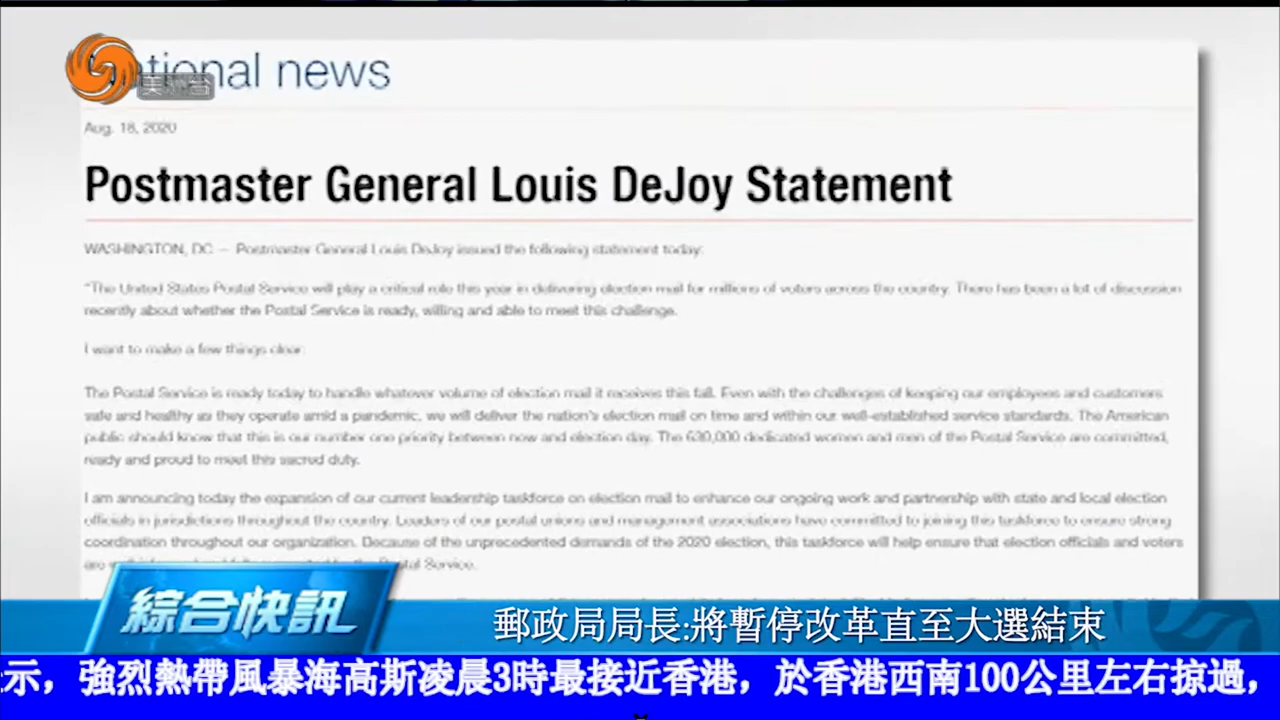 national news
美洲台
Aug. 18, 2020
Postmaster General Louis DeJoy Statement
WASHINGTON, DC — Postmaster General Louis DeJoy issued the following statement today:
"The United States Postal Service will play a critical role this year in delivering election mail for millions of voters across the country. There has been a lot of discussion
recently about whether the Postal Service is ready, willing and able to meet this challenge.
I want to make a few things clear:
The Postal Service is ready today to handle whatever volume of election mail it receives this fall. Even with the challenges of keeping our employees and customers
safe and healthy as they operate amid a pandemic, we will deliver the nation's election mail on time and within our well-established service standards. The American
public should know that this is our number one priority between now and election day. The 630,000 dedicated women and men of the Postal Service are committed,
ready and proud to meet this sacred duty.
I am announcing today the expansion of our current leadership taskforce on election mail to enhance our ongoing work and partnership with state and local election
officials in jurisdictions throughout the country. Leaders of our postal unions and management associations have committed to joining this taskforce to ensure strong
coordination throughout our organization. Because of the unprecedented demands of the 2020 election, this taskforce will help ensure that election officials and voters
are Postal Service.
綜合快訊
郵政局局長:將暫停改革直至大選結束
示，強烈熱帶風暴海高斯凌晨3時最接近香港，於香港西南100公里左右掠過，